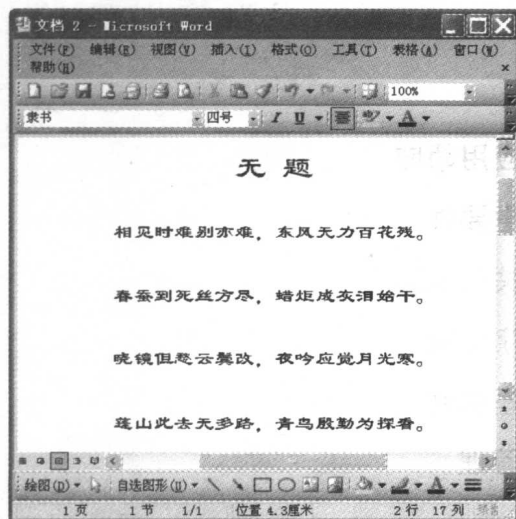 文档 2 - Microsoft Word
文件(F) 编辑(E) 视图(V) 插入(I) 格式(O) 工具(T) 表格(A) 窗口(W)
帮助(H)
100%
隶书 四号 I U A
无 题
相见时难别亦难，东风无力百花残。
春蚕到死丝方尽，蜡炬成灰泪始干。
晓镜但愁云鬓改，夜吟应觉月光寒。
蓬山此去无多路，青鸟殷勤为探看。
绘图(D) 自选图形(U) A
1 页 1 节 1/1 位置 4.3厘米 2 行 17 列